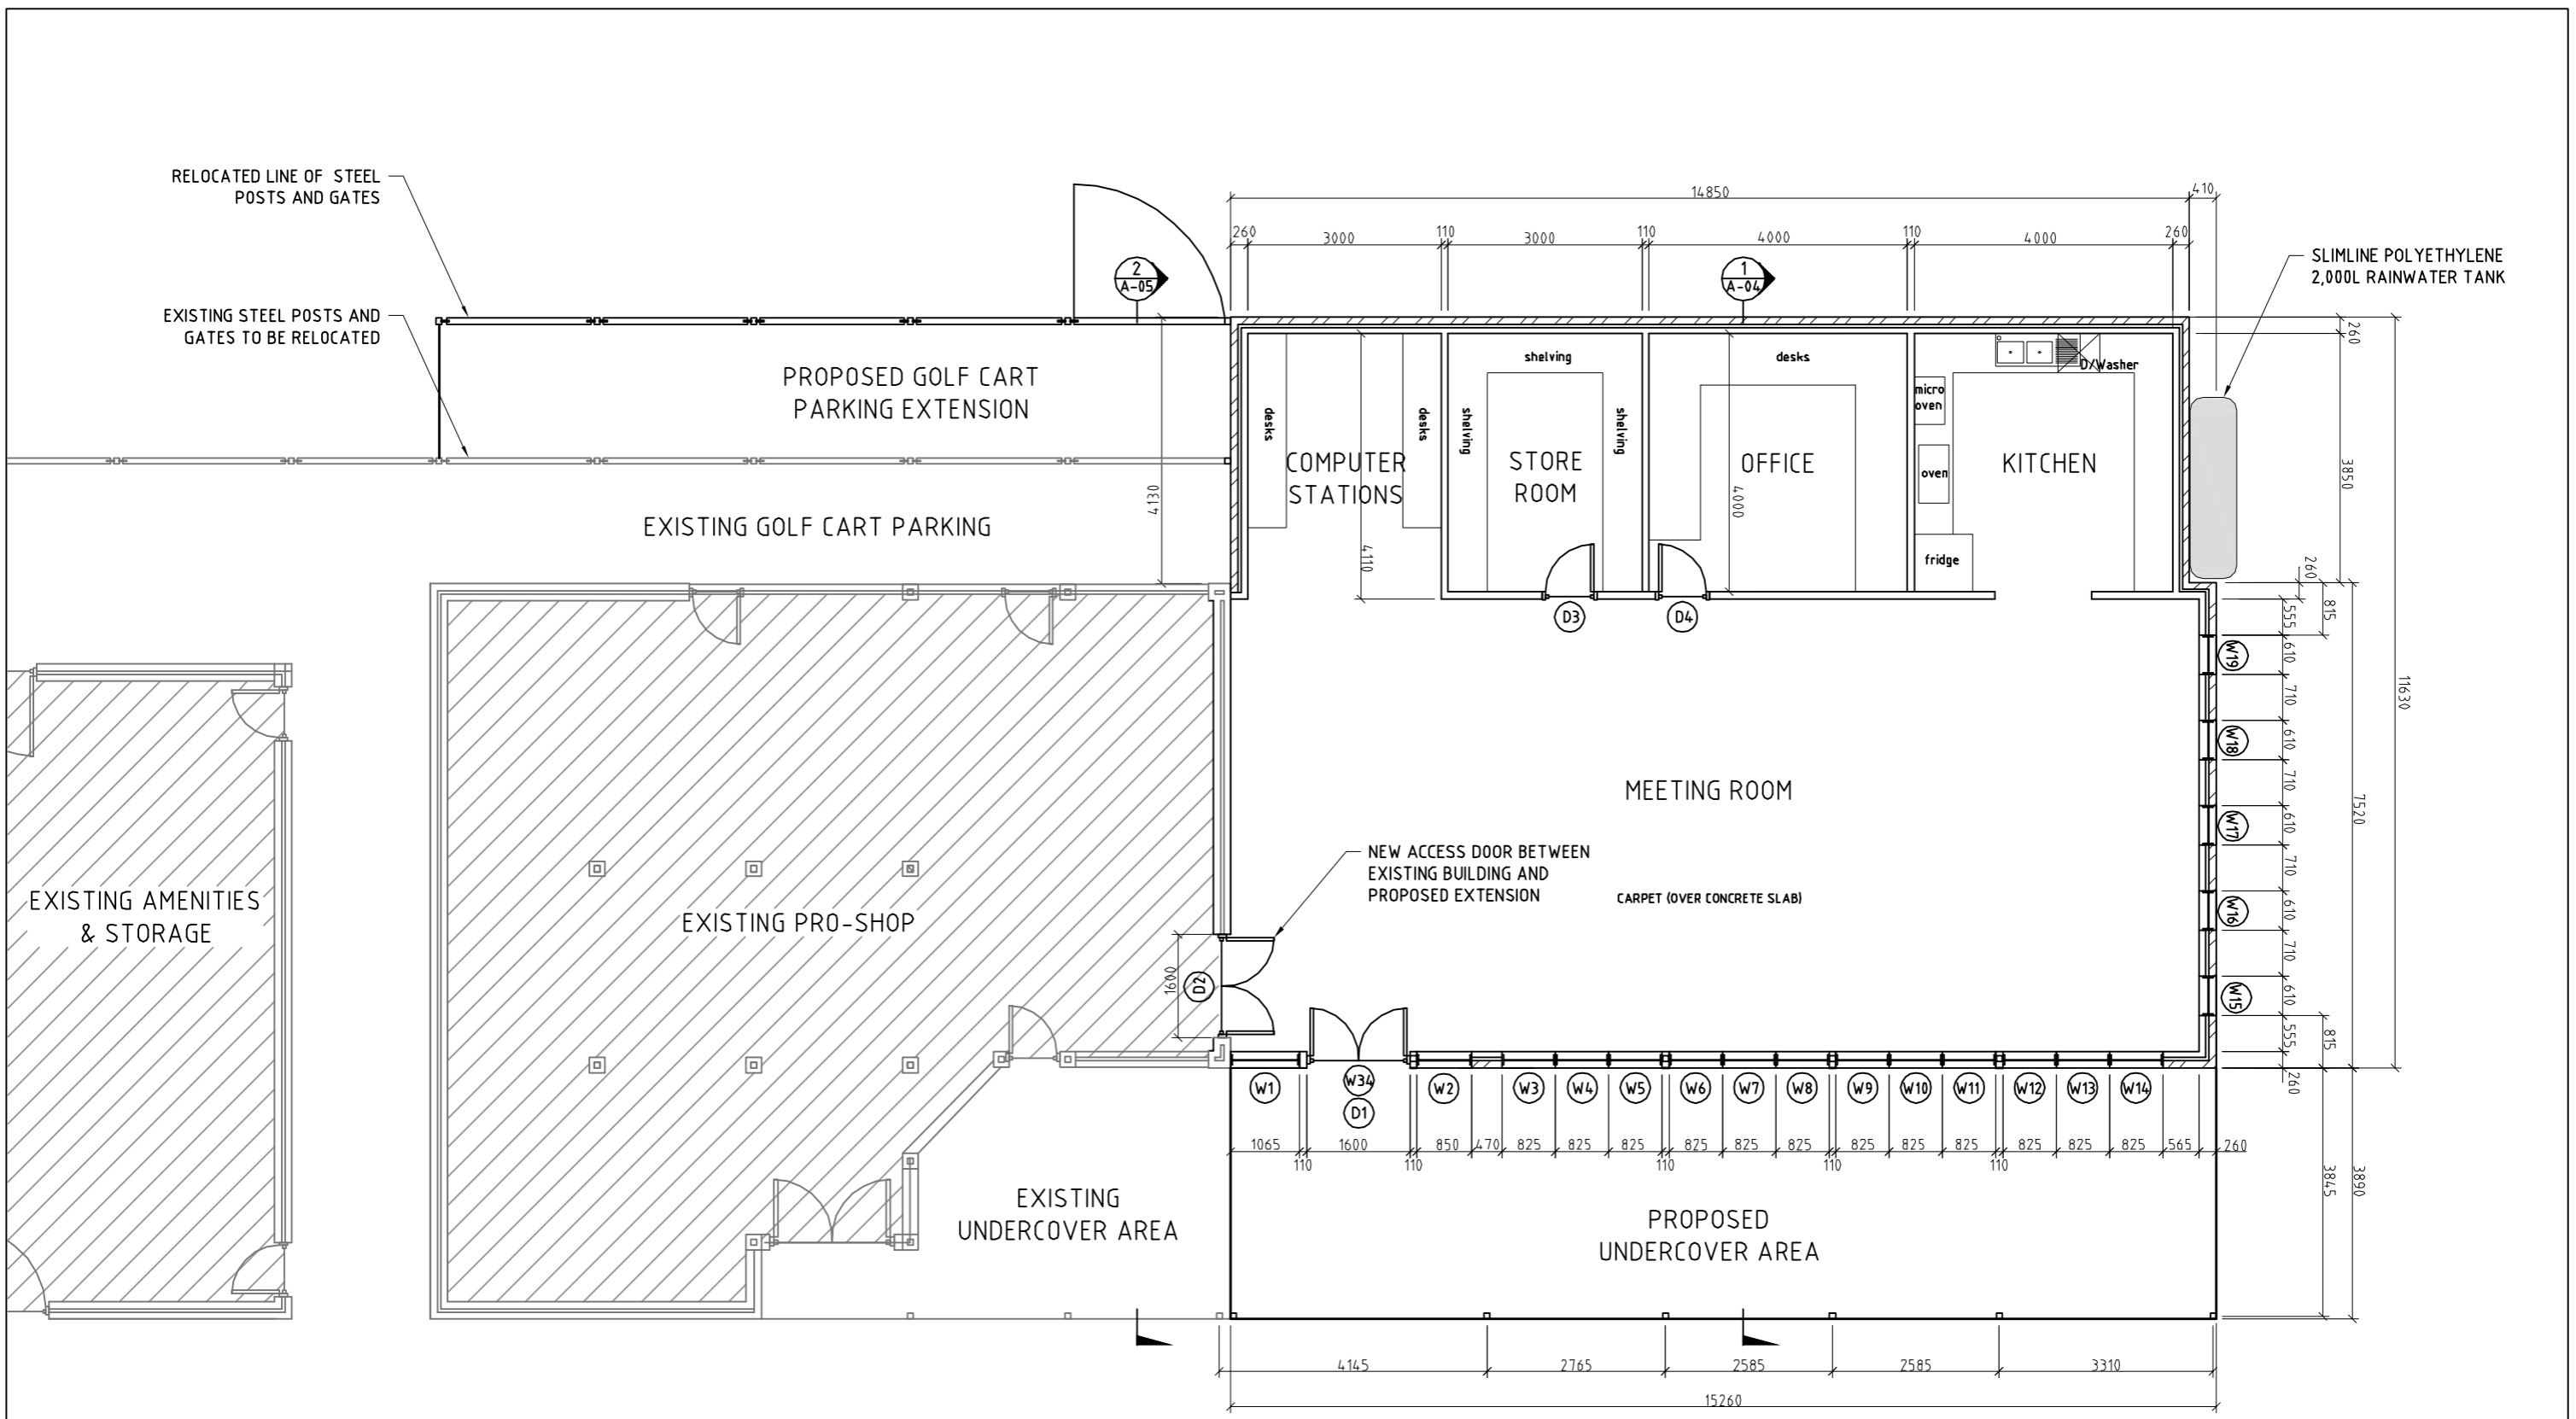 RELOCATED LINE OF STEEL
POSTS AND GATES
EXISTING STEEL POSTS AND
GATES TO BE RELOCATED
14850
410
260
3000
110
3000
110
4000
110
4000
260
2
A-05
1
A-04
SLIMLINE POLYETHYLENE
2,000L RAINWATER TANK
PROPOSED GOLF CART
PARKING EXTENSION
EXISTING GOLF CART PARKING
4130
desks
desks
COMPUTER
STATIONS
4110
shelving
shelving
shelving
STORE
ROOM
desks
OFFICE
4000
D/Washer
micro
oven
oven
fridge
KITCHEN
D3
D4
260
3850
260
815
555
610
710
610
710
610
710
610
710
610
555
815
260
11630
7520
3845
3890
W19
W18
W17
W16
W15
MEETING ROOM
CARPET (OVER CONCRETE SLAB)
NEW ACCESS DOOR BETWEEN
EXISTING BUILDING AND
PROPOSED EXTENSION
1600
D2
EXISTING AMENITIES
& STORAGE
EXISTING PRO-SHOP
W1
W34
D1
W2
W3
W4
W5
W6
W7
W8
W9
W10
W11
W12
W13
W14
1065
110
1600
110
850
470
825
825
825
110
825
825
825
110
825
825
825
110
825
825
825
565
260
EXISTING
UNDERCOVER AREA
PROPOSED
UNDERCOVER AREA
4145
2765
2585
2585
3310
15260